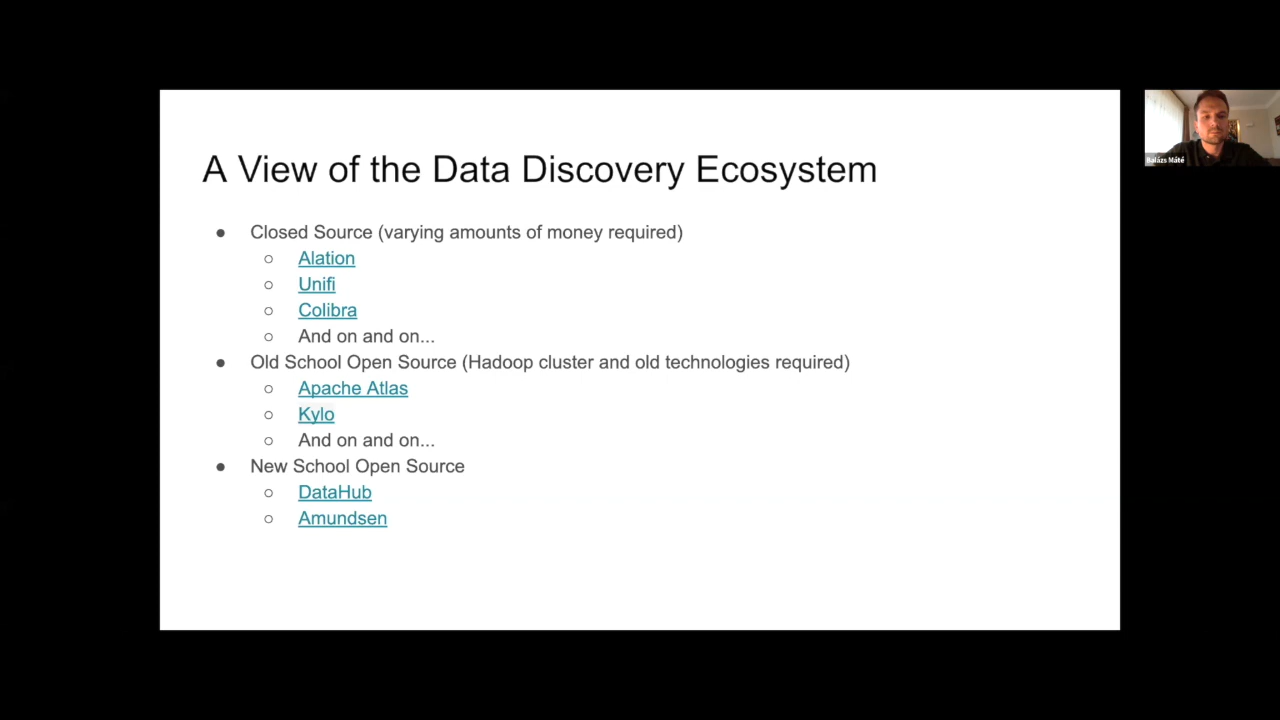 A View of the Data Discovery Ecosystem
● Closed Source (varying amounts of money required)
○ Alation
○ Unifi
○ Colibra
○ And on and on...
● Old School Open Source (Hadoop cluster and old technologies required)
○ Apache Atlas
○ Kylo
○ And on and on...
● New School Open Source
○ DataHub
○ Amundsen
Balázs Máté